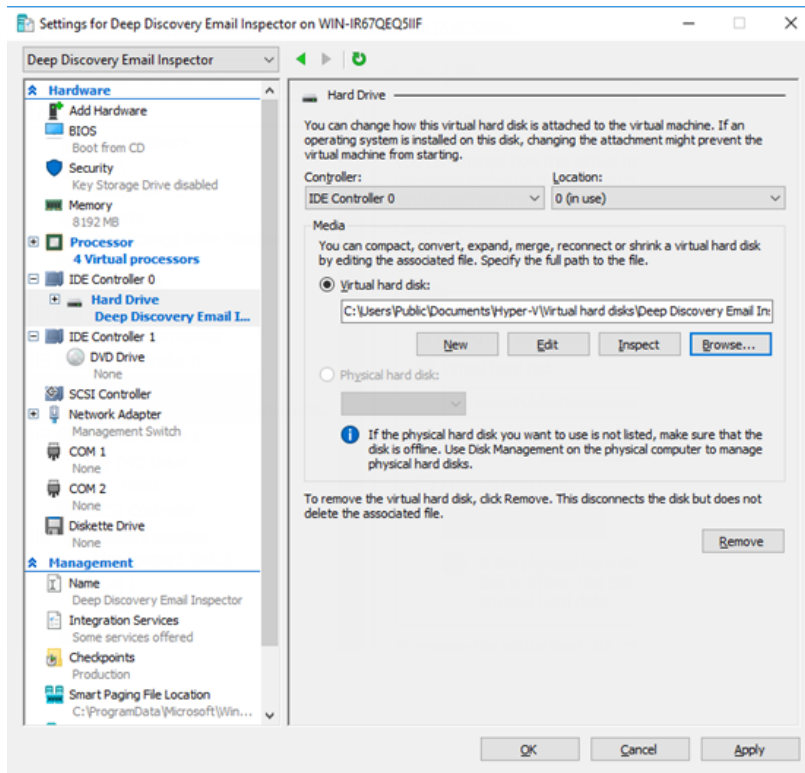 Settings for Deep Discovery Email Inspector on WIN-IR67QEQ5IIF
Deep Discovery Email Inspector
Hardware
Add Hardware
BIOS
Boot from CD
Security
Key Storage Drive disabled
Memory
8192 MB
Processor
4 Virtual processors
IDE Controller 0
Hard Drive
Deep Discovery Email I...
IDE Controller 1
DVD Drive
None
SCSI Controller
Network Adapter
Management Switch
COM 1
None
COM 2
None
Diskette Drive
None
Management
Name
Deep Discovery Email Inspector
Integration Services
Some services offered
Checkpoints
Production
Smart Paging File Location
C:\ProgramData\Microsoft\Win...
Hard Drive
You can change how this virtual hard disk is attached to the virtual machine. If an
operating system is installed on this disk, changing the attachment might prevent the
virtual machine from starting.
Controller:
Location:
IDE Controller 0
0 (in use)
Media
You can compact, convert, expand, merge, reconnect or shrink a virtual hard disk
by editing the associated file. Specify the full path to the file.
Virtual hard disk:
C:\Users\Public\Documents\Hyper-V\Virtual hard disks\Deep Discovery Email Ins
New
Edit
Inspect
Browse...
Physical hard disk:
If the physical hard disk you want to use is not listed, make sure that the
disk is offline. Use Disk Management on the physical computer to manage
physical hard disks.
To remove the virtual hard disk, click Remove. This disconnects the disk but does not
delete the associated file.
Remove
OK
Cancel
Apply